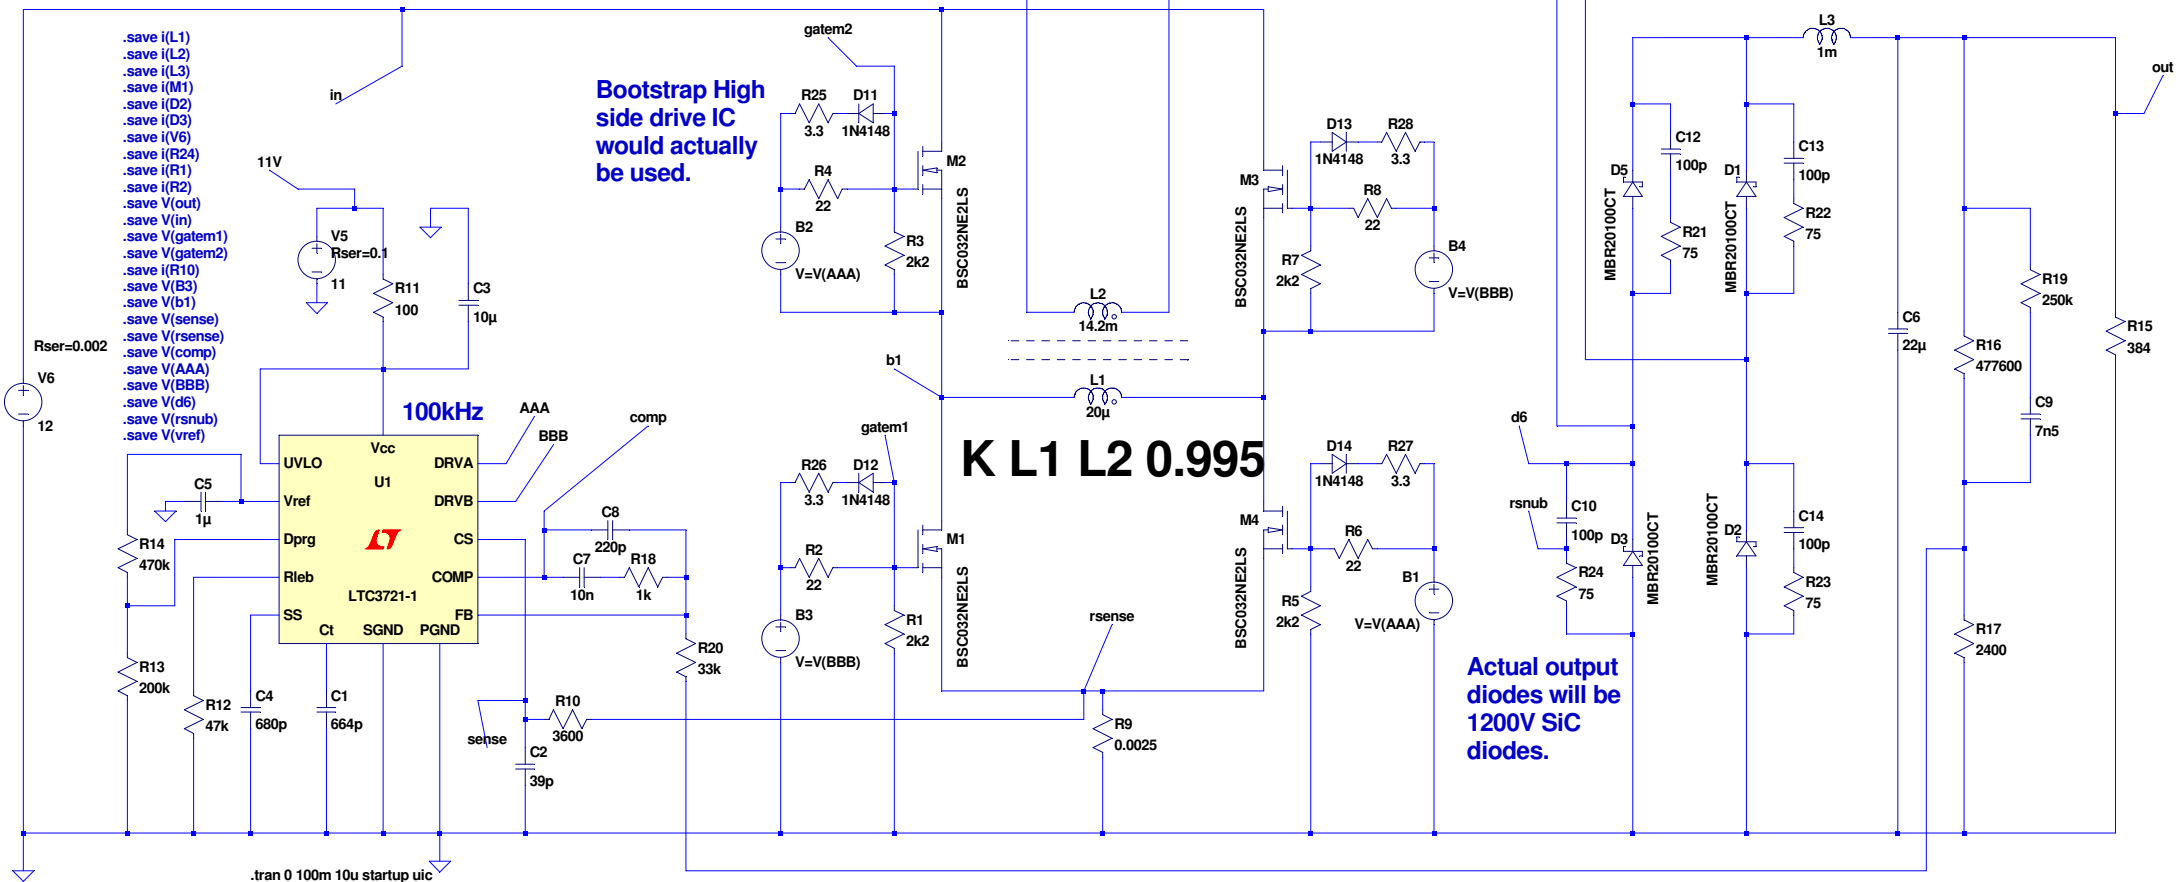 .save i(L1)
.save i(L2)
.save i(L3)
.save i(M1)
.save i(D2)
.save i(D3)
.save i(V6)
.save i(R24)
.save i(R1)
.save i(R2)
.save V(out)
.save V(in)
.save V(gatem1)
.save V(gatem2)
.save i(R10)
.save V(B3)
.save V(b1)
.save V(sense)
.save V(rsense)
.save V(comp)
.save V(AAA)
.save V(BBB)
.save V(d6)
.save V(rsnub)
.save V(vref)
in
11V
V5
Rser=0.1
11
R11
100
C3
10µ
Rser=0.002
V6
12
100kHz
AAA
BBB
comp
UVLO
Vcc
DRVA
U1
Vref
DRVB
Dprg
CS
Rleb
COMP
LTC3721-1
SS
FB
Ct
SGND
PGND
C5
1µ
R14
470k
R13
200k
R12
47k
C4
680p
C1
664p
C8
220p
C7
10n
R18
1k
R20
33k
sense
R10
3600
C2
39p
.tran 0 100m 10u startup uic
Bootstrap High
side drive IC
would actually
be used.
gatem2
R25
3.3
D11
1N4148
R4
22
B2
V=V(AAA)
R3
2k2
M2
BSC032NE2LS
b1
gatem1
R26
3.3
D12
1N4148
R2
22
B3
V=V(BBB)
R1
2k2
M1
BSC032NE2LS
L2
14.2m
L1
20µ
K L1 L2 0.995
rsense
R9
0.0025
M3
BSC032NE2LS
D13
1N4148
R28
3.3
R8
22
R7
2k2
B4
V=V(BBB)
M4
BSC032NE2LS
D14
1N4148
R27
3.3
R6
22
R5
2k2
B1
V=V(AAA)
Actual output
diodes will be
1200V SiC
diodes.
L3
1m
out
D5
MBR20100CT
C12
100p
R21
75
D1
MBR20100CT
C13
100p
R22
75
d6
rsnub
C10
100p
R24
75
D3
MBR20100CT
D2
MBR20100CT
C14
100p
R23
75
C6
22µ
R16
477600
R19
250k
C9
7n5
R15
384
R17
2400